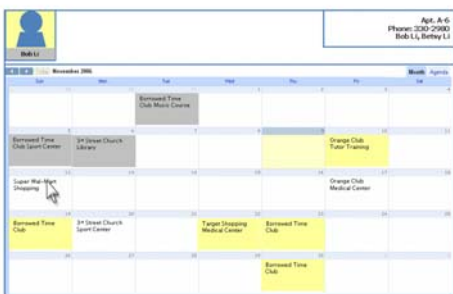 Apt. A-6
Phone: 330-2980
Bob Li, Betsy Li
Bob Li
November 2006
Month Agenda
Sun Mon Tue Wed Thu Fri Sat
Borrowed Time
Club Music Course
Borrowed Time
Club Sport Center
3rd Street Church
Library
Orange Club
Tutor Training
Super Wal-Mart
Shopping
Orange Club
Medical Center
Borrowed Time
Club
3rd Street Church
Sport Center
Target Shopping
Medical Center
Borrowed Time
Club
Borrowed Time
Club